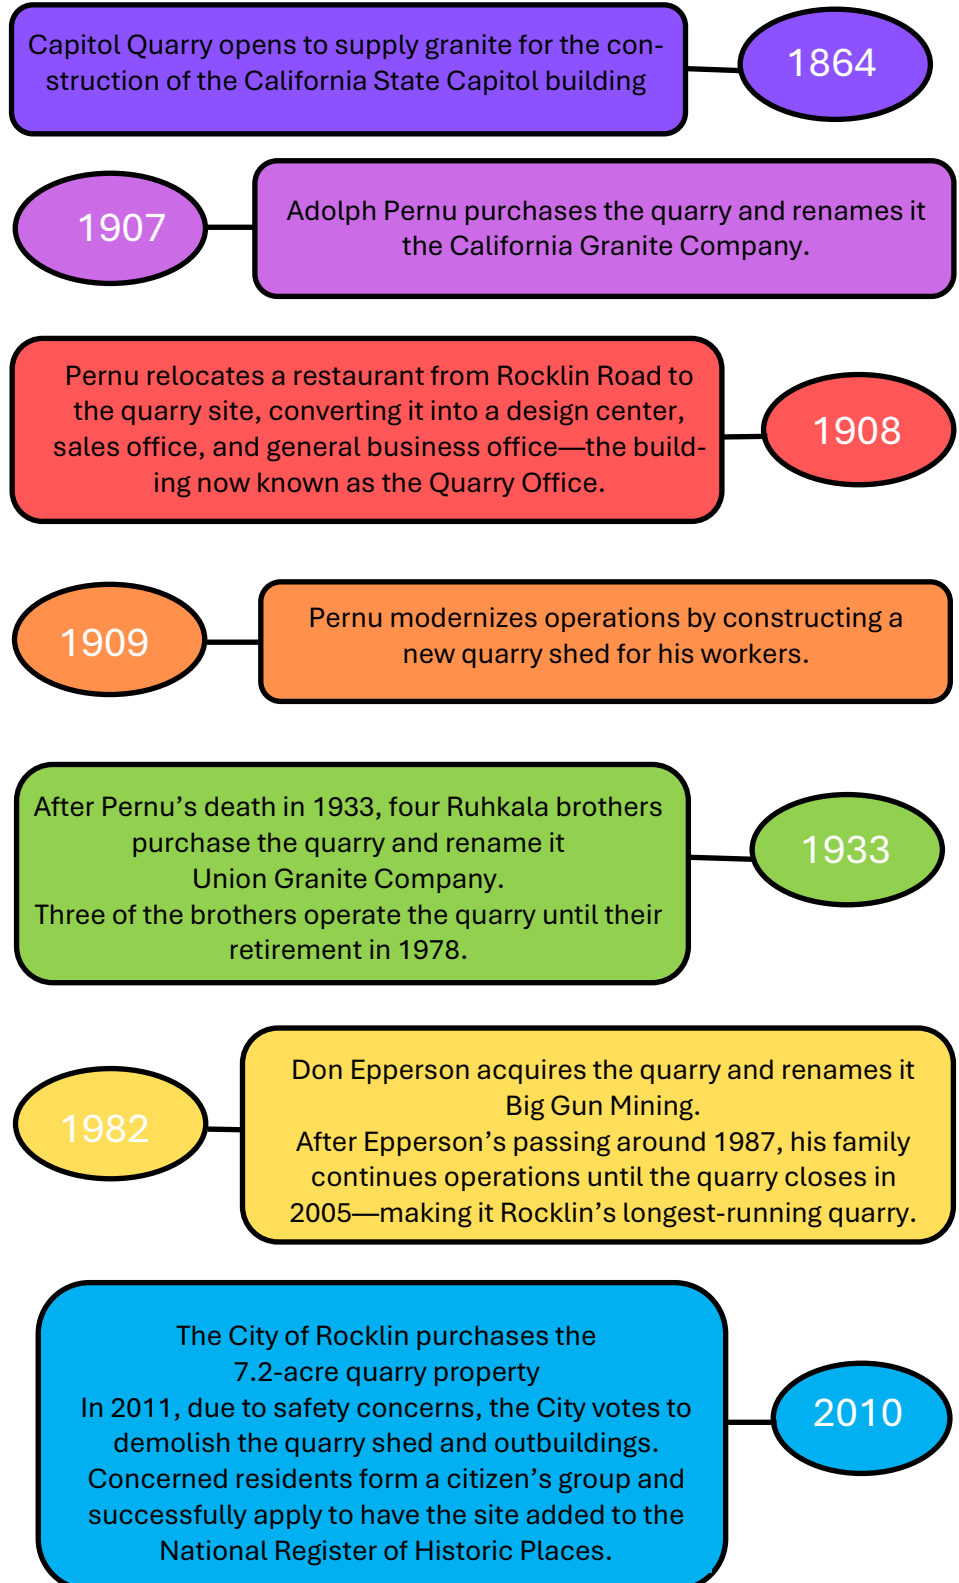 Capitol Quarry opens to supply granite for the con-
struction of the California State Capitol building
1864
1907
Adolph Pernu purchases the quarry and renames it
the California Granite Company.
Pernu relocates a restaurant from Rocklin Road to
the quarry site, converting it into a design center,
sales office, and general business office—the build-
ing now known as the Quarry Office.
1908
1909
Pernu modernizes operations by constructing a
new quarry shed for his workers.
After Pernu’s death in 1933, four Ruhkala brothers
purchase the quarry and rename it
Union Granite Company.
Three of the brothers operate the quarry until their
retirement in 1978.
1933
1982
Don Epperson acquires the quarry and renames it
Big Gun Mining.
After Epperson’s passing around 1987, his family
continues operations until the quarry closes in
2005—making it Rocklin’s longest-running quarry.
The City of Rocklin purchases the
7.2-acre quarry property
In 2011, due to safety concerns, the City votes to
demolish the quarry shed and outbuildings.
Concerned residents form a citizen’s group and
successfully apply to have the site added to the
National Register of Historic Places.
2010